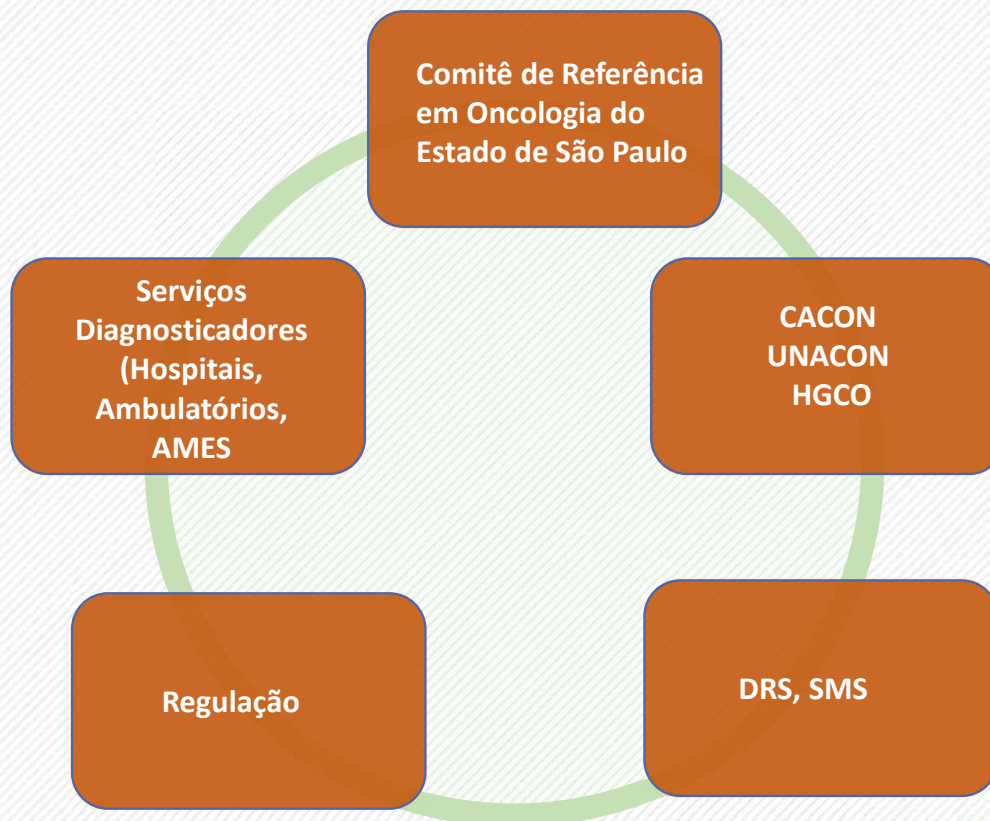 Comitê de Referência
em Oncologia do
Estado de São Paulo
Serviços
Diagnosticadores
(Hospitais,
Ambulatórios,
AMES
CACON
UNACON
HGCO
Regulação
DRS, SMS